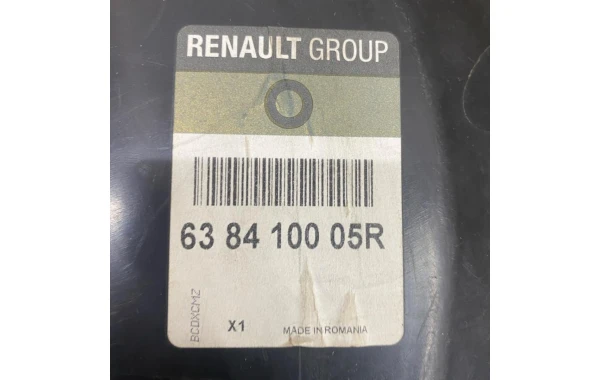 RENAULT GROUP
63 84 100 05R
BCDXCMZ
X1
MADE IN ROMANIA